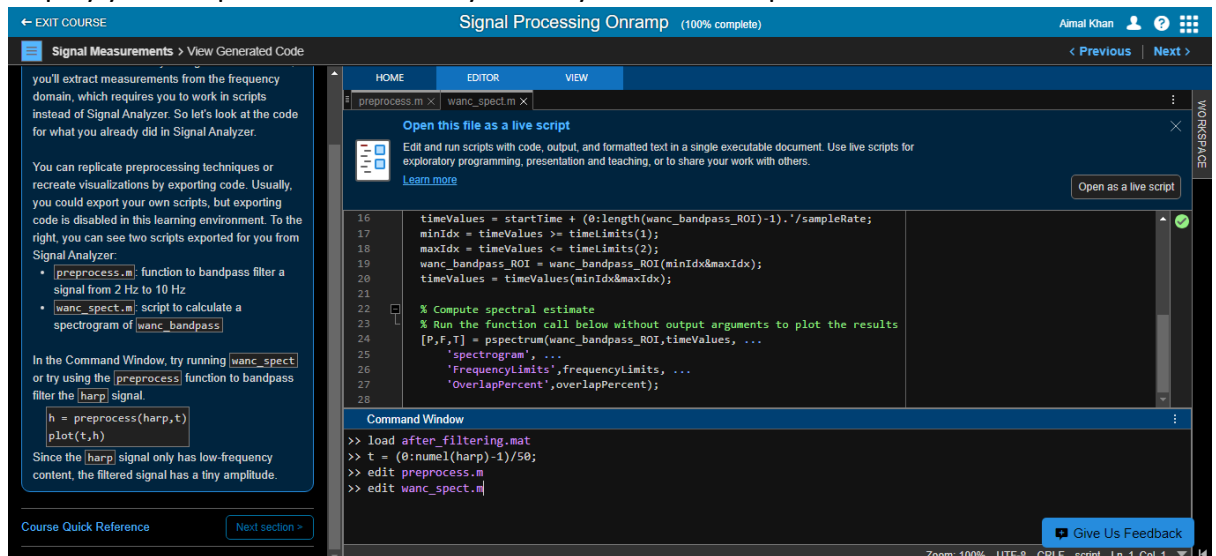 ← EXIT COURSE
Signal Processing Onramp (100% complete)
Aimal Khan
Signal Measurements > View Generated Code
< Previous | Next >
you'll extract measurements from the frequency
domain, which requires you to work in scripts
instead of Signal Analyzer. So let's look at the code
for what you already did in Signal Analyzer.
You can replicate preprocessing techniques or
recreate visualizations by exporting code. Usually,
you could export your own scripts, but exporting
code is disabled in this learning environment. To the
right, you can see two scripts exported for you from
Signal Analyzer:
• preprocess.m: function to bandpass filter a
signal from 2 Hz to 10 Hz
• wanc_spect.m: script to calculate a
spectrogram of wanc_bandpass
In the Command Window, try running wanc_spect
or try using the preprocess function to bandpass
filter the harp signal.
h = preprocess(harp,t)
plot(t,h)
Since the harp signal only has low-frequency
content, the filtered signal has a tiny amplitude.
Course Quick Reference
Next section >
HOME EDITOR VIEW
preprocess.m × wanc_spect.m ×
Open this file as a live script
Edit and run scripts with code, output, and formatted text in a single executable document. Use live scripts for
exploratory programming, presentation and teaching, or to share your work with others.
Learn more
Open as a live script
WORKSPACE
16 timeValues = startTime + (0:length(wanc_bandpass_ROI)-1).'/sampleRate;
17 minIdx = timeValues >= timeLimits(1);
18 maxIdx = timeValues <= timeLimits(2);
19 wanc_bandpass_ROI = wanc_bandpass_ROI(minIdx&maxIdx);
20 timeValues = timeValues(minIdx&maxIdx);
21
22 % Compute spectral estimate
23 % Run the function call below without output arguments to plot the results
24 [P,F,T] = pspectrum(wanc_bandpass_ROI,timeValues, ...
25 'spectrogram', ...
26 'FrequencyLimits',frequencyLimits, ...
27 'OverlapPercent',overlapPercent);
28
Command Window
>> load after_filtering.mat
>> t = (0:numel(harp)-1)/50;
>> edit preprocess.m
>> edit wanc_spect.m
Give Us Feedback
Zoom: 100% UTF-8 CRLF script Ln 1 Col 1